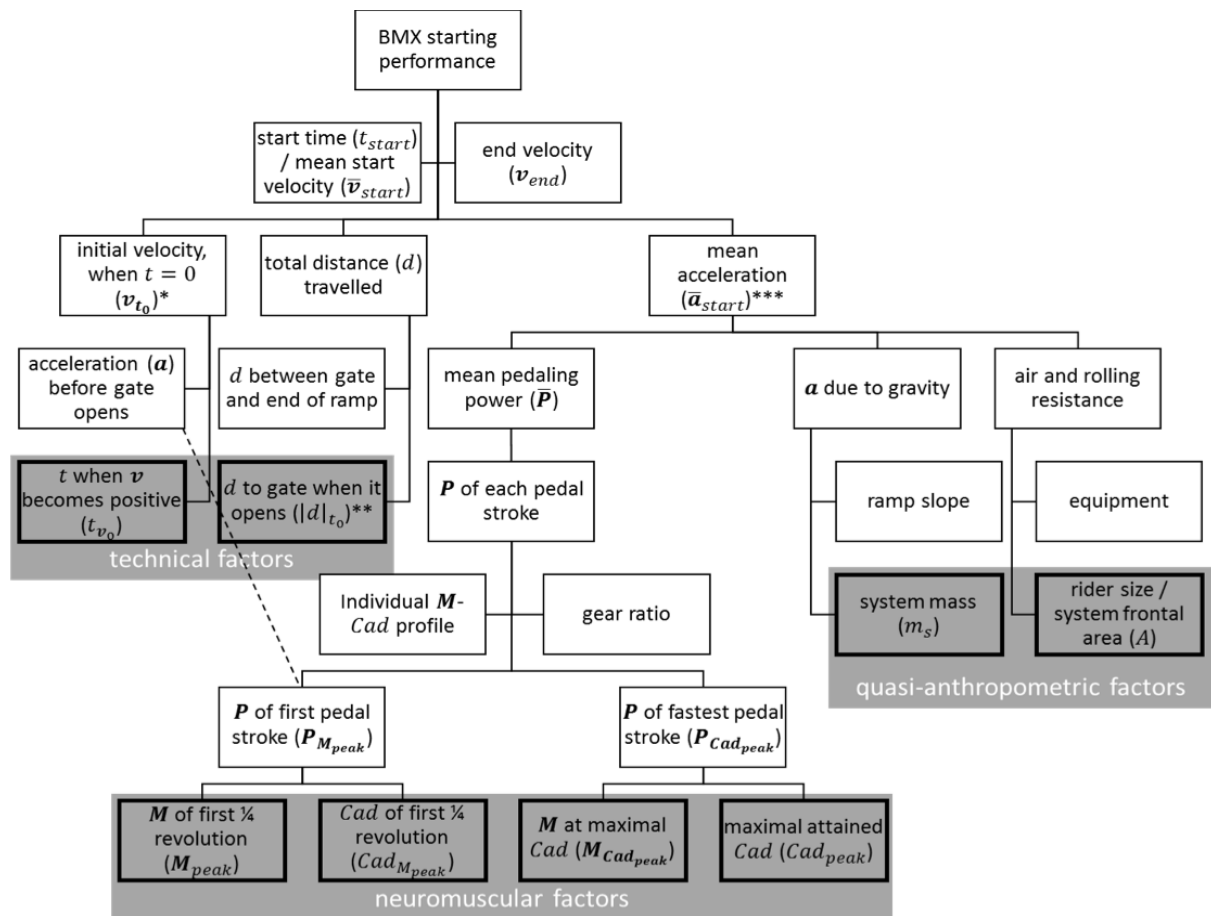 BMX starting
performance
start time (t_start)
/ mean start
velocity (v̅_start)
end velocity
(v_end)
initial velocity,
when t = 0
(v_t₀)*
total distance (d)
travelled
mean
acceleration
(a̅_start)***
acceleration (a)
before gate
opens
d between gate
and end of ramp
mean pedaling
power (P̅)
a due to gravity
air and rolling
resistance
t when v
becomes positive
(t_v₀)
d to gate when it
opens (|d|_t₀)**
technical factors
P of each pedal
stroke
ramp slope
equipment
Individual M-
Cad profile
gear ratio
system mass
(m_s)
rider size /
system frontal
area (A)
quasi-anthropometric factors
P of first pedal
stroke (P_M_peak)
P of fastest pedal
stroke (P_Cad_peak)
M of first ¼
revolution
(M_peak)
Cad of first ¼
revolution
(Cad_M_peak)
M at maximal
Cad (M_Cad_peak)
maximal attained
Cad (Cad_peak)
neuromuscular factors